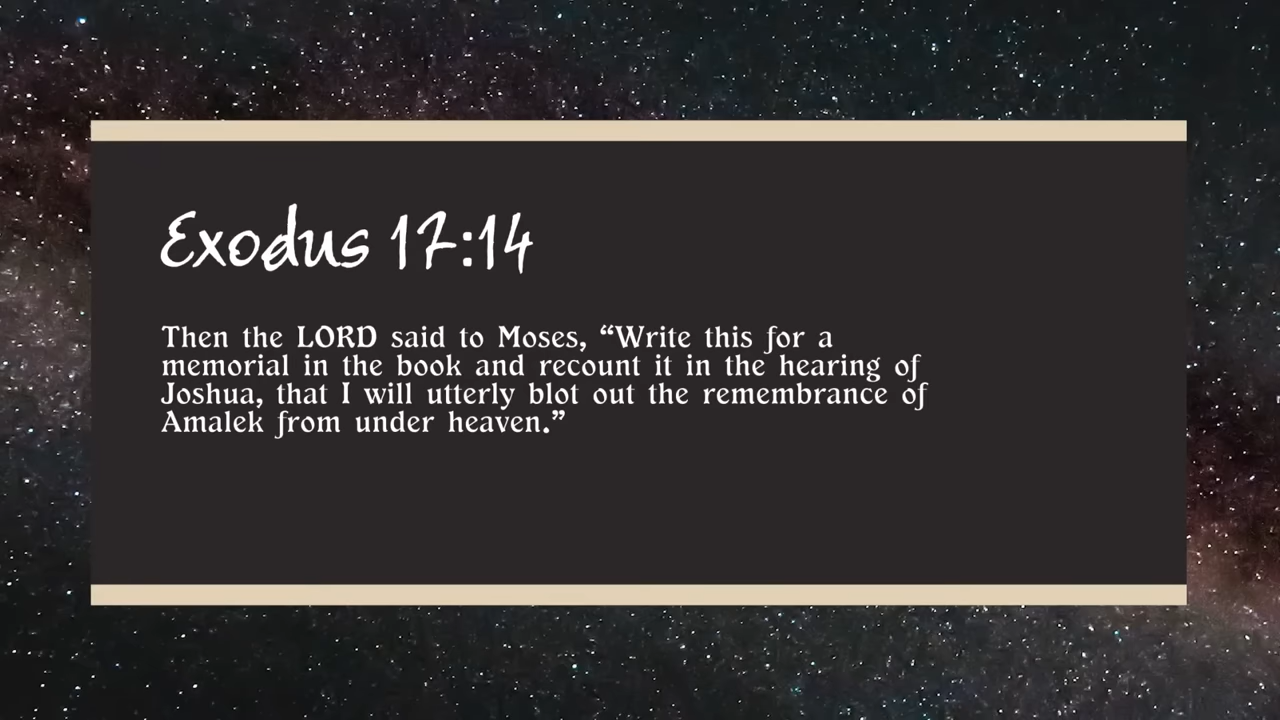 Exodus 17:14
Then the LORD said to Moses, “Write this for a
memorial in the book and recount it in the hearing of
Joshua, that I will utterly blot out the remembrance of
Amalek from under heaven.”